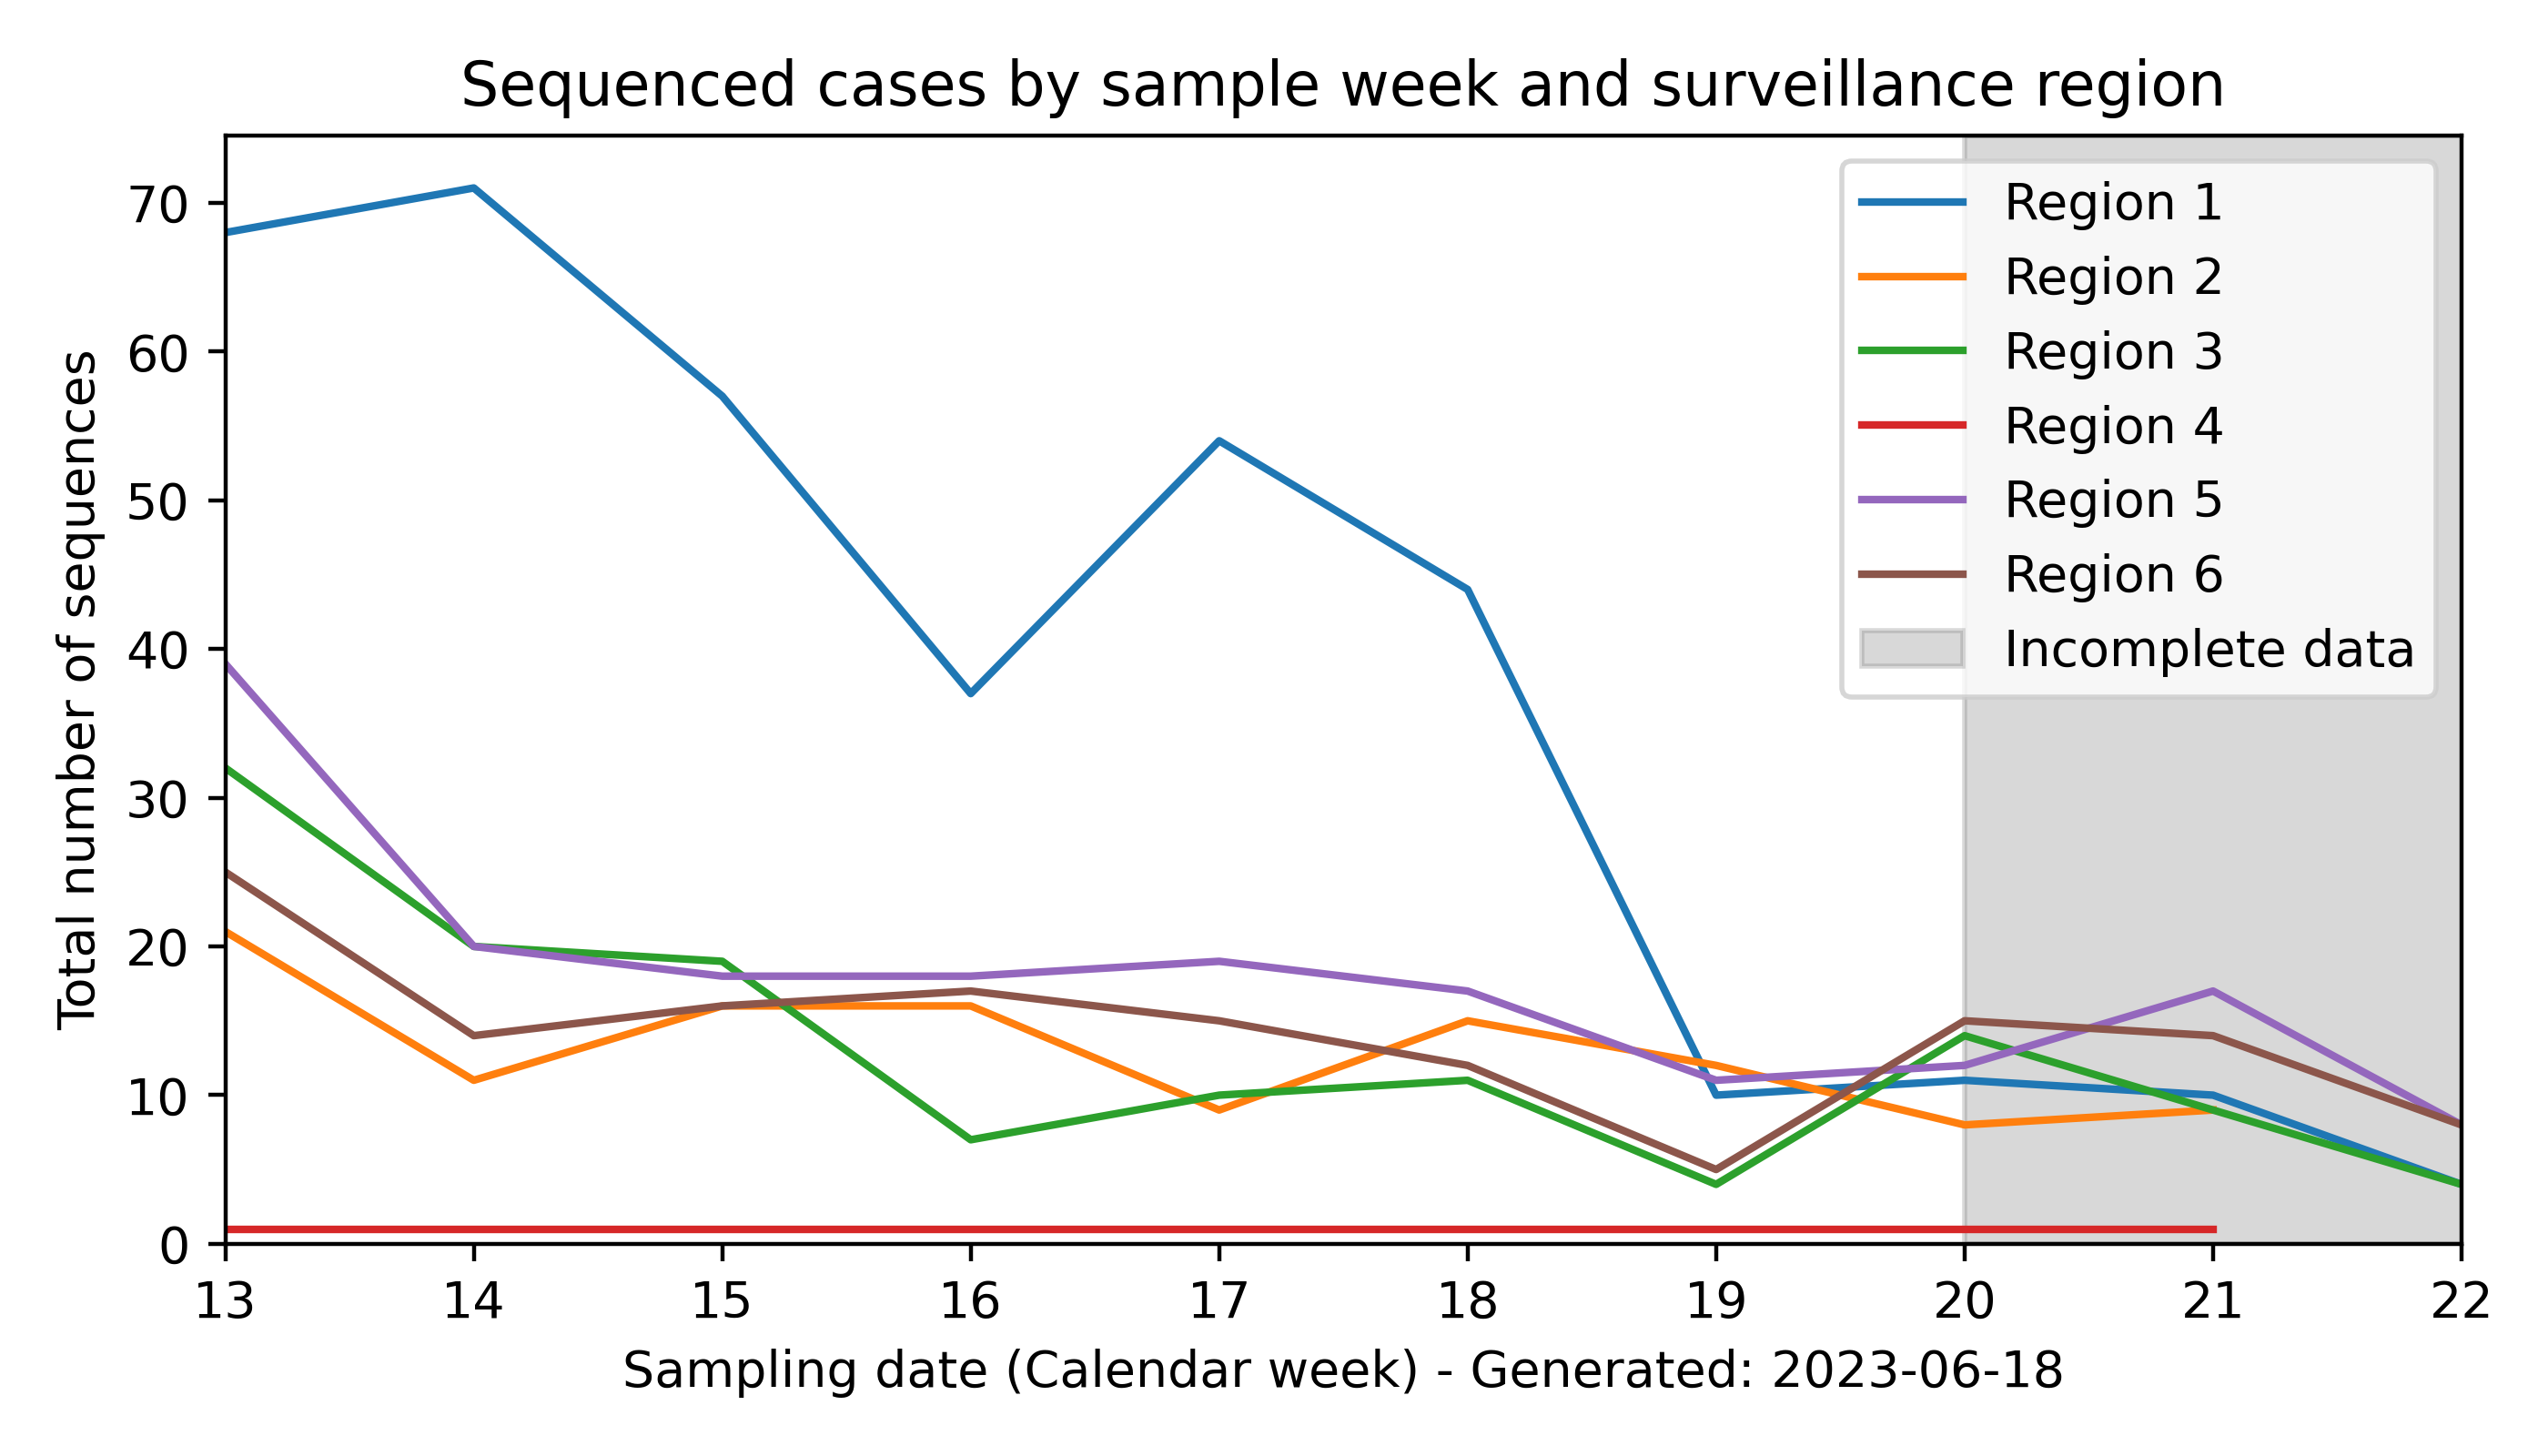 Sequenced cases by sample week and surveillance region
Total number of sequences
70
60
50
40
30
20
10
0
Region 1
Region 2
Region 3
Region 4
Region 5
Region 6
Incomplete data
13 14 15 16 17 18 19 20 21 22
Sampling date (Calendar week) - Generated: 2023-06-18